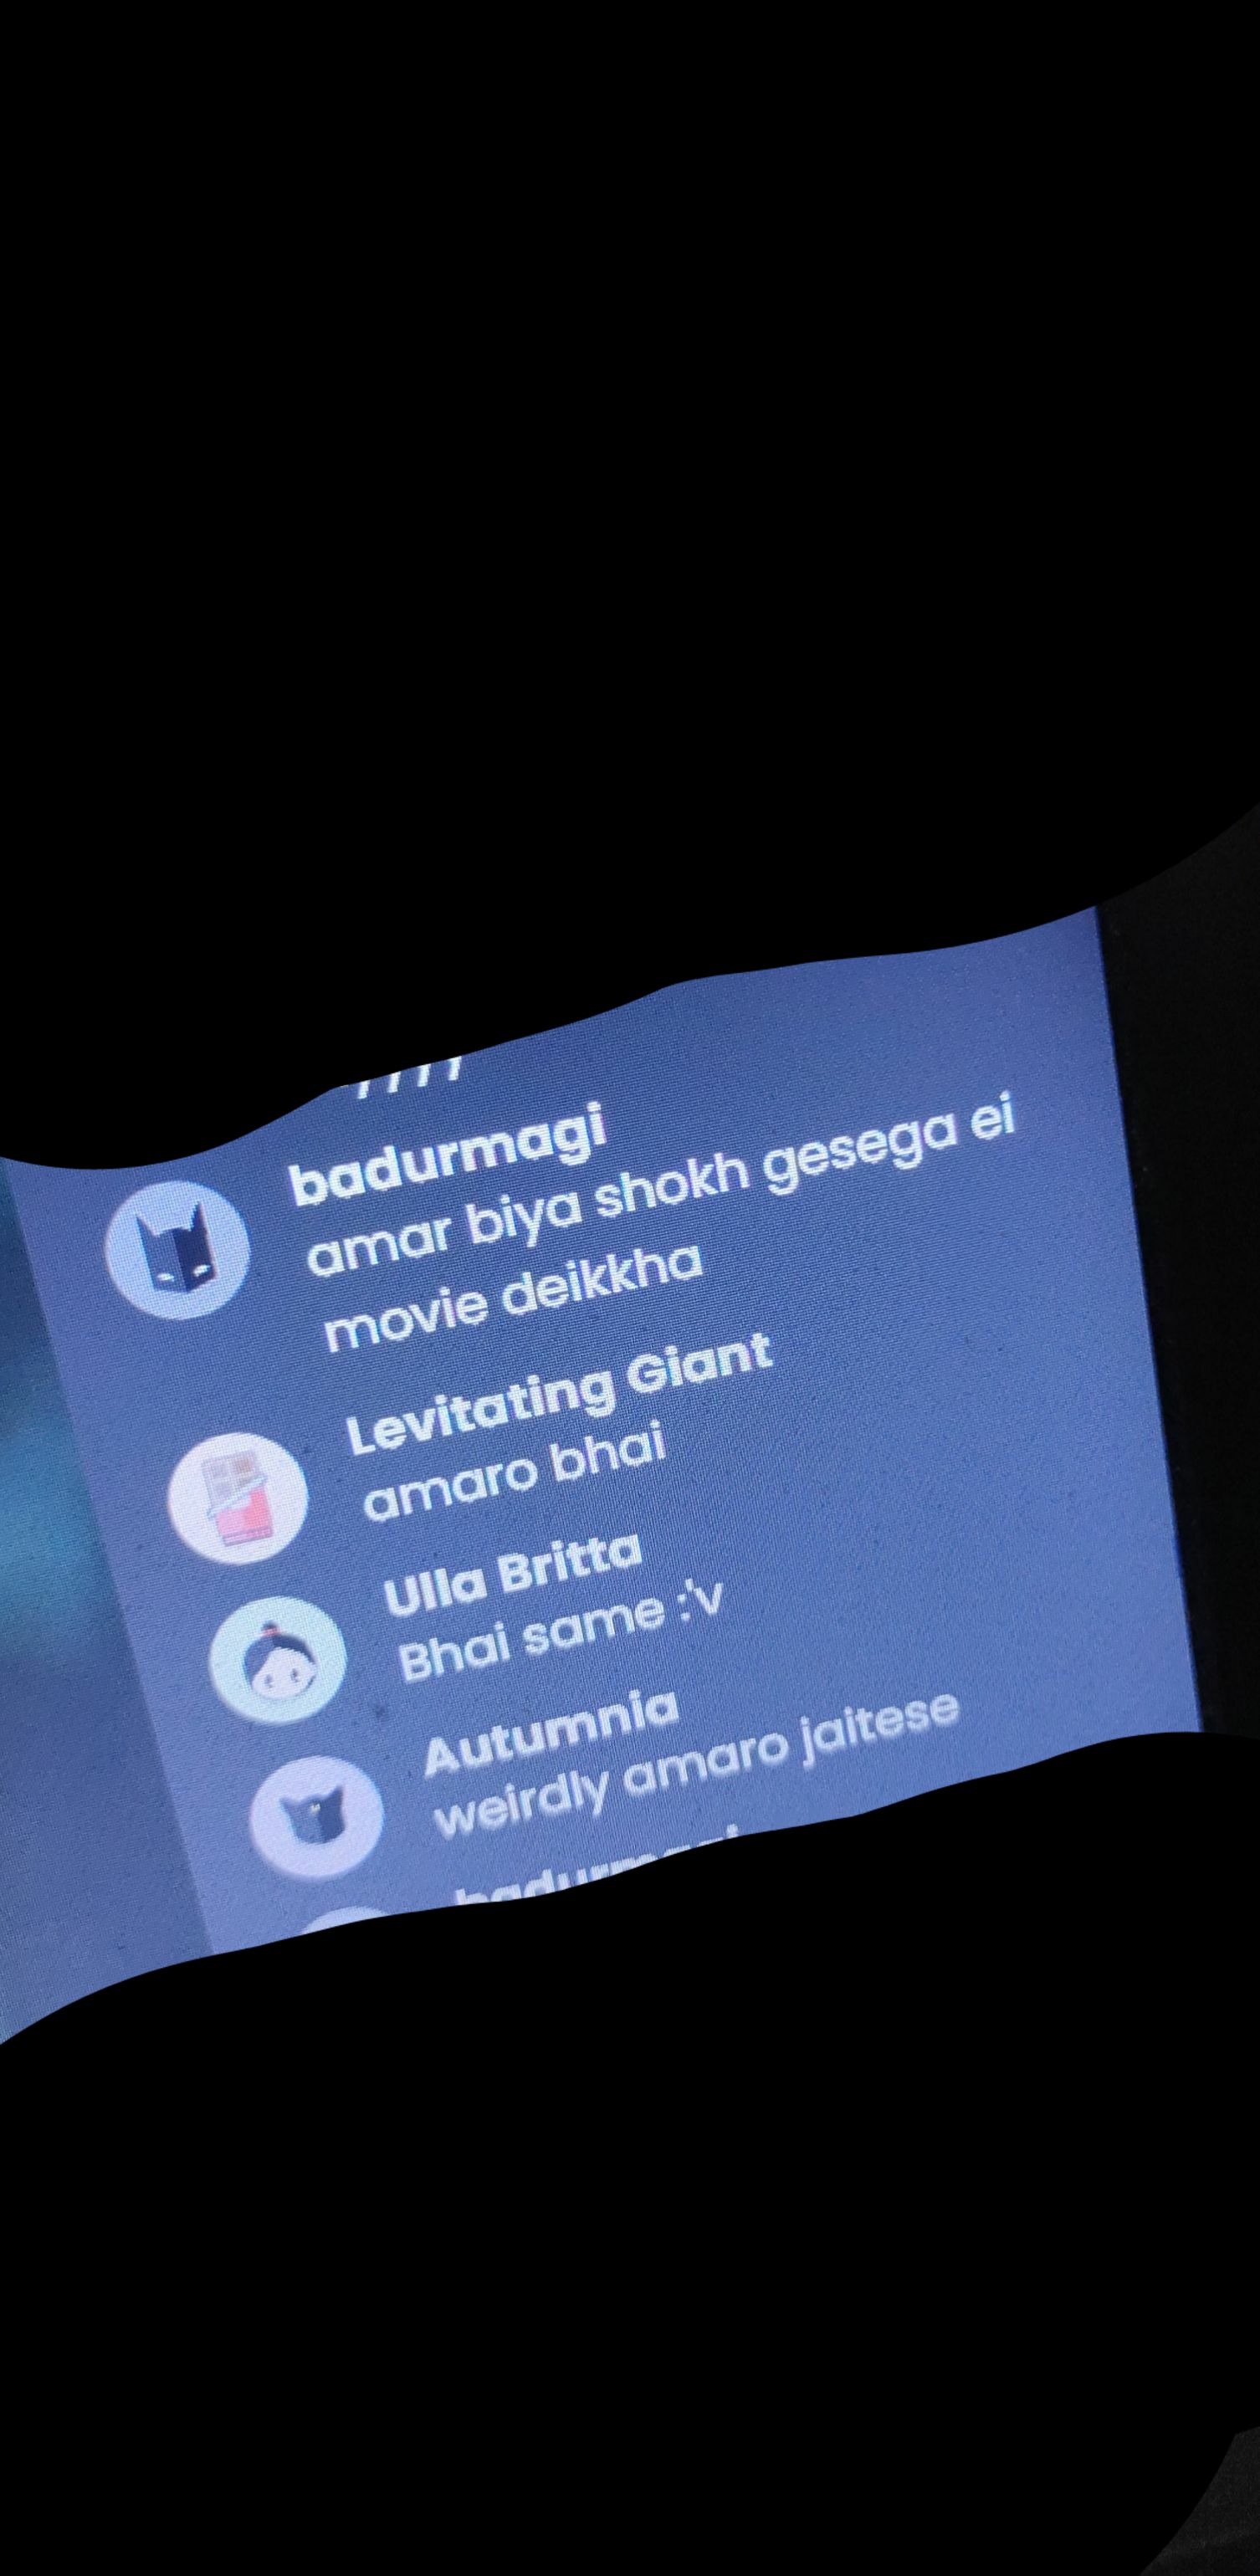 badurmagi
amar biya shokh gesega ei
movie deikkha
Levitating Giant
amaro bhai
Ulla Britta
Bhai same :'v
Autumnia
weirdly amaro jaitese
badurmagi